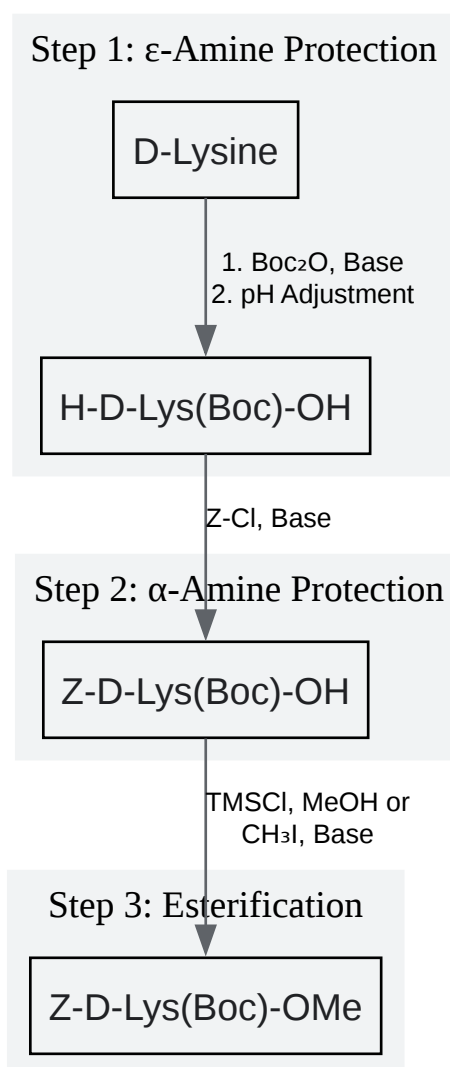 Step 1: ε-Amine Protection
D-Lysine
1. Boc₂O, Base
2. pH Adjustment
H-D-Lys(Boc)-OH
Z-Cl, Base
Step 2: α-Amine Protection
Z-D-Lys(Boc)-OH
TMSCl, MeOH or
CH₃I, Base
Step 3: Esterification
Z-D-Lys(Boc)-OMe